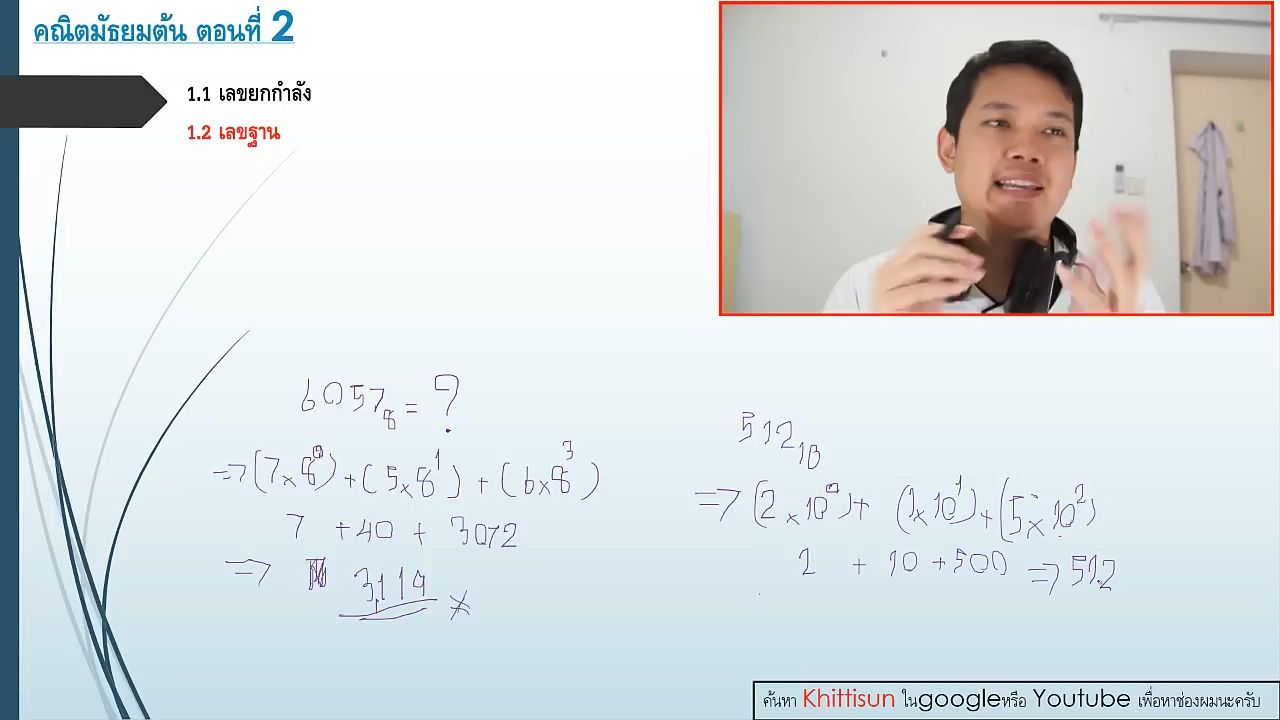 คณิตมัธยมต้น ตอนที่ 2
1.1 เลขยกกำลัง
1.2 เลขฐาน
6057₈ = ?
=> (7×8⁰) + (5×8¹) + (6×8³)
7 + 40 + 3072
=> 3,119 *
512₁₀
=> (2×10⁰) + (1×10¹) + (5×10²)
2 + 10 + 500 => 512
ค้นหา Khittisun ในgoogleหรือ Youtube เพื่อหาช่องผมนะครับ